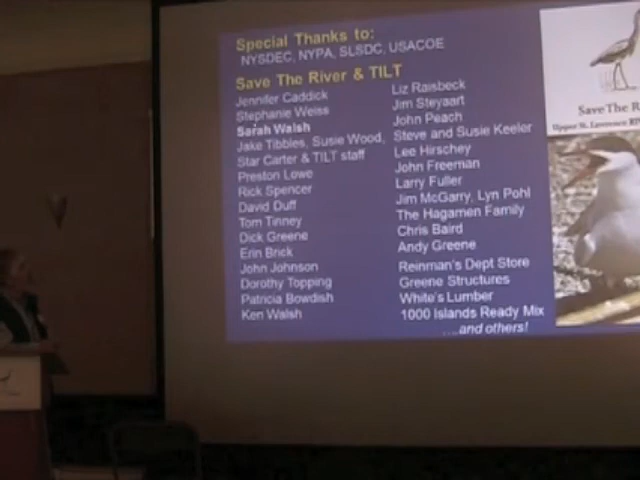 Special Thanks to:
NYSDEC, NYPA, SLSDC, USACOE
Save The River & TILT
Jennifer Caddick
Stephanie Weiss
Sarah Walsh
Jake Tibbles, Susie Wood,
Star Carter & TILT staff
Preston Lowe
Rick Spencer
David Duff
Tom Tinney
Dick Greene
Erin Brick
John Johnson
Dorothy Topping
Patricia Bowdish
Ken Walsh
Liz Raisbeck
Jim Steyaart
John Peach
Steve and Susie Keeler
Lee Hirschey
John Freeman
Larry Fuller
Jim McGarry, Lyn Pohl
The Hagamen Family
Chris Baird
Andy Greene
Reinman's Dept Store
Greene Structures
White's Lumber
1000 Islands Ready Mix
....and others!
Save The R
Upper St. Lawrence